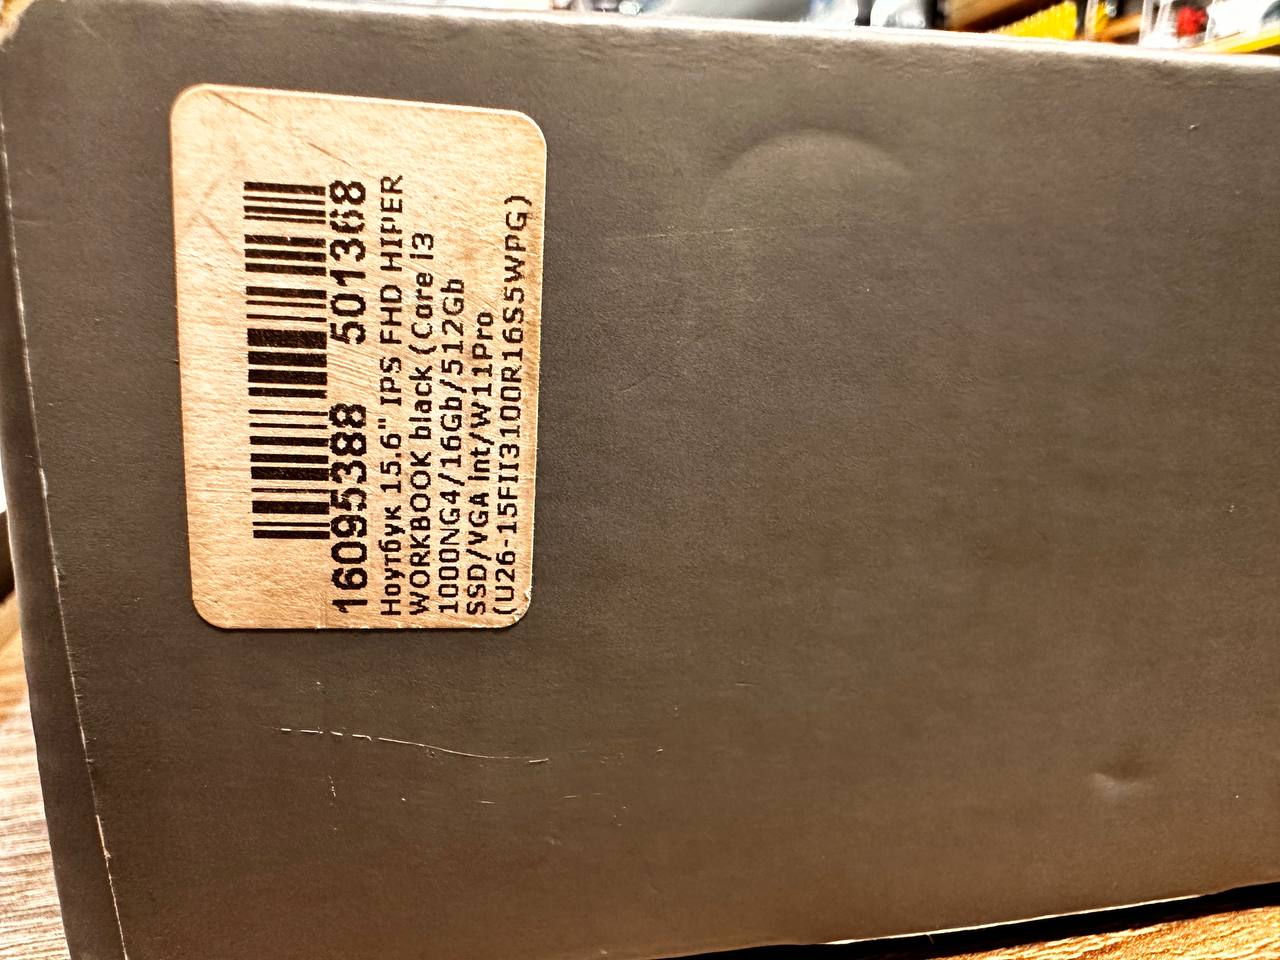 16095388 501368
Ноутбук 15.6" IPS FHD HIPER
WORKBOOK black (Core i3
1000NG4/16Gb/512Gb
SSD/VGA int/W11Pro
(U26-15FII3100R16S5WPG)